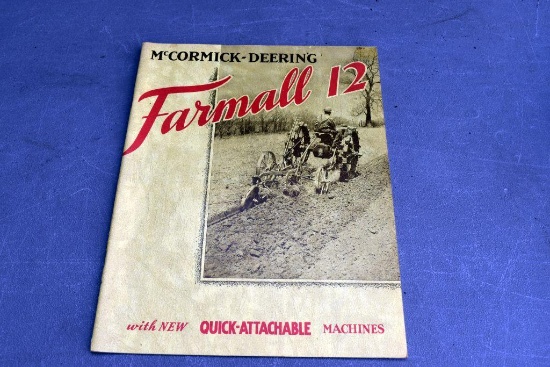 McCORMICK-DEERING
Farmall 12
with NEW QUICK-ATTACHABLE MACHINES